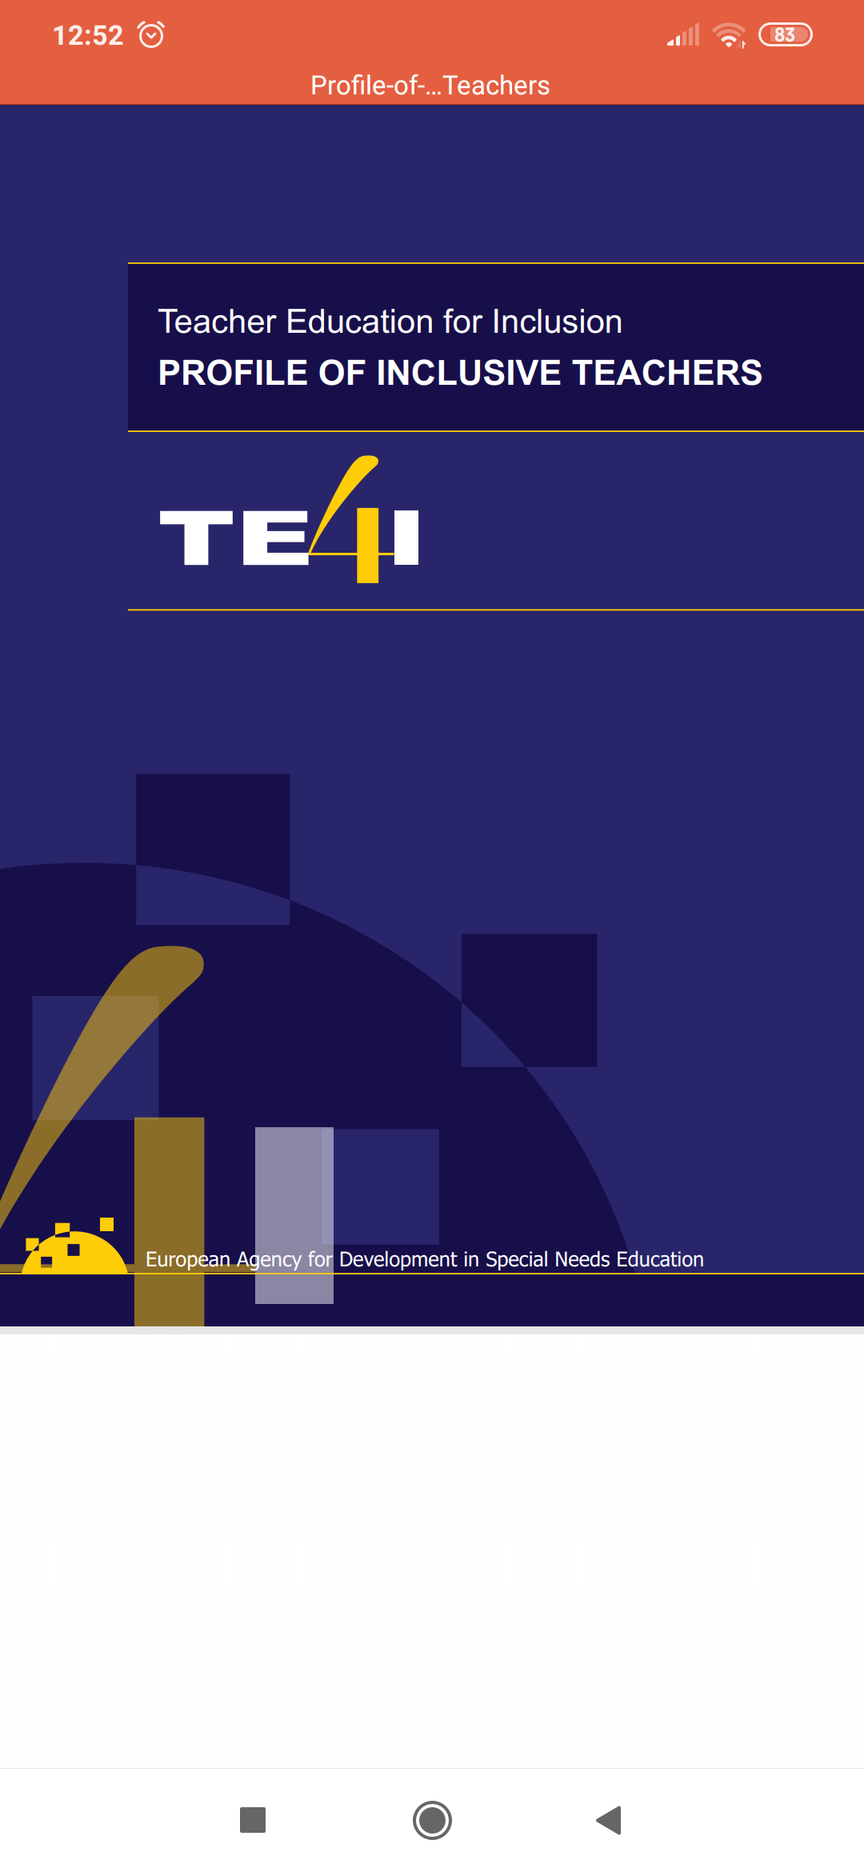 12:52
83
Profile-of-...Teachers
Teacher Education for Inclusion
PROFILE OF INCLUSIVE TEACHERS
TE4I
European Agency for Development in Special Needs Education